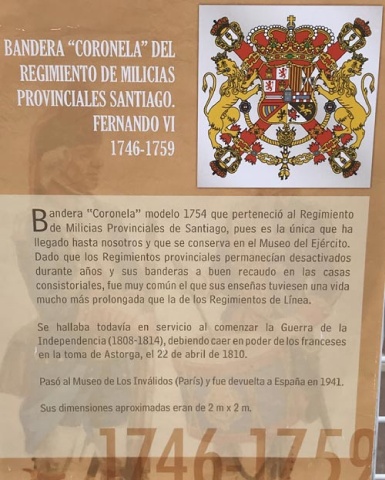 BANDERA "CORONELA" DEL
REGIMIENTO DE MILICIAS
PROVINCIALES SANTIAGO.
FERNANDO VI
1746-1759
Bandera "Coronela" modelo 1754 que perteneció al Regimiento
de Milicias Provinciales de Santiago, pues es la única que ha
llegado hasta nosotros y que se conserva en el Museo del Ejército.
Dado que los Regimientos provinciales permanecían desactivados
durante años y sus banderas a buen recaudo en las casas
consistoriales, fue muy común el que sus enseñas tuviesen una vida
mucho más prolongada que la de los Regimientos de Línea.
Se hallaba todavía en servicio al comenzar la Guerra de la
Independencia (1808-1814), debiendo caer en poder de los franceses
en la toma de Astorga, el 22 de abril de 1810.
Pasó al Museo de Los Inválidos (París) y fue devuelta a España en 1941.
Sus dimensiones aproximadas eran de 2 m x 2 m.
1746-1759